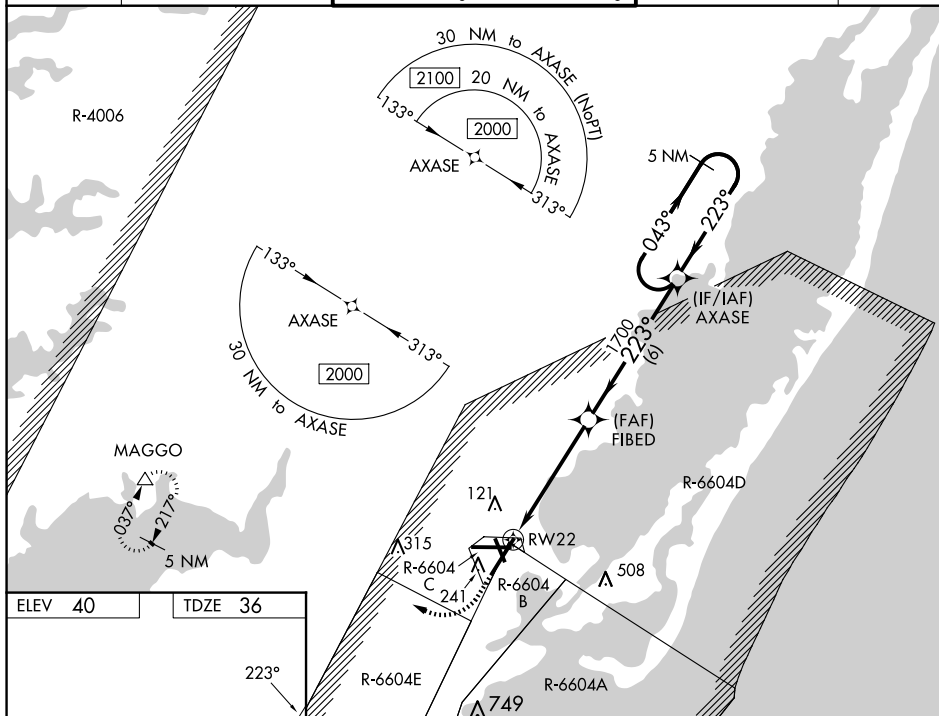 30 NM to AXASE (NoPT)
2100
20 NM to AXASE
133°
2000
AXASE
313°
R-4006
5 NM
043°
223°
(IF/IAF)
AXASE
133°
AXASE
313°
2000
30 NM to AXASE
1700
223°
(6)
(FAF)
FIBED
MAGGO
037°
217°
5 NM
121
R-6604D
315
RW22
R-6604
C
241
R-6604
B
508
ELEV 40
TDZE 36
223°
R-6604E
R-6604A
749